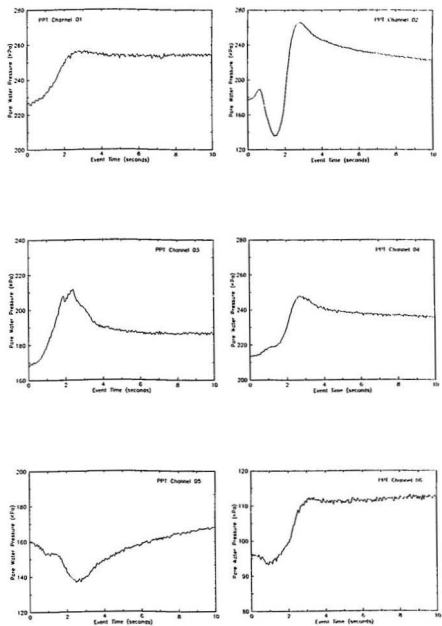 PPT Channel 01
Pore Water Pressure (kPa)
280
260
240
220
200
0 2 4 6 8 10
Event Time (seconds)
PPT Channel 02
Pore Water Pressure (kPa)
280
240
200
160
120
0 2 4 6 8 10
Event Time (seconds)
PPT Channel 03
Pore Water Pressure (kPa)
240
220
200
180
160
0 2 4 6 8 10
Event Time (seconds)
PPT Channel 04
Pore Water Pressure (kPa)
280
260
240
220
200
0 2 4 6 8 10
Event Time (seconds)
PPT Channel 05
Pore Water Pressure (kPa)
200
180
160
140
120
0 2 4 6 8 10
Event Time (seconds)
PPT Channel 06
Pore Water Pressure (kPa)
120
110
100
90
80
0 2 4 6 8 10
Event Time (seconds)